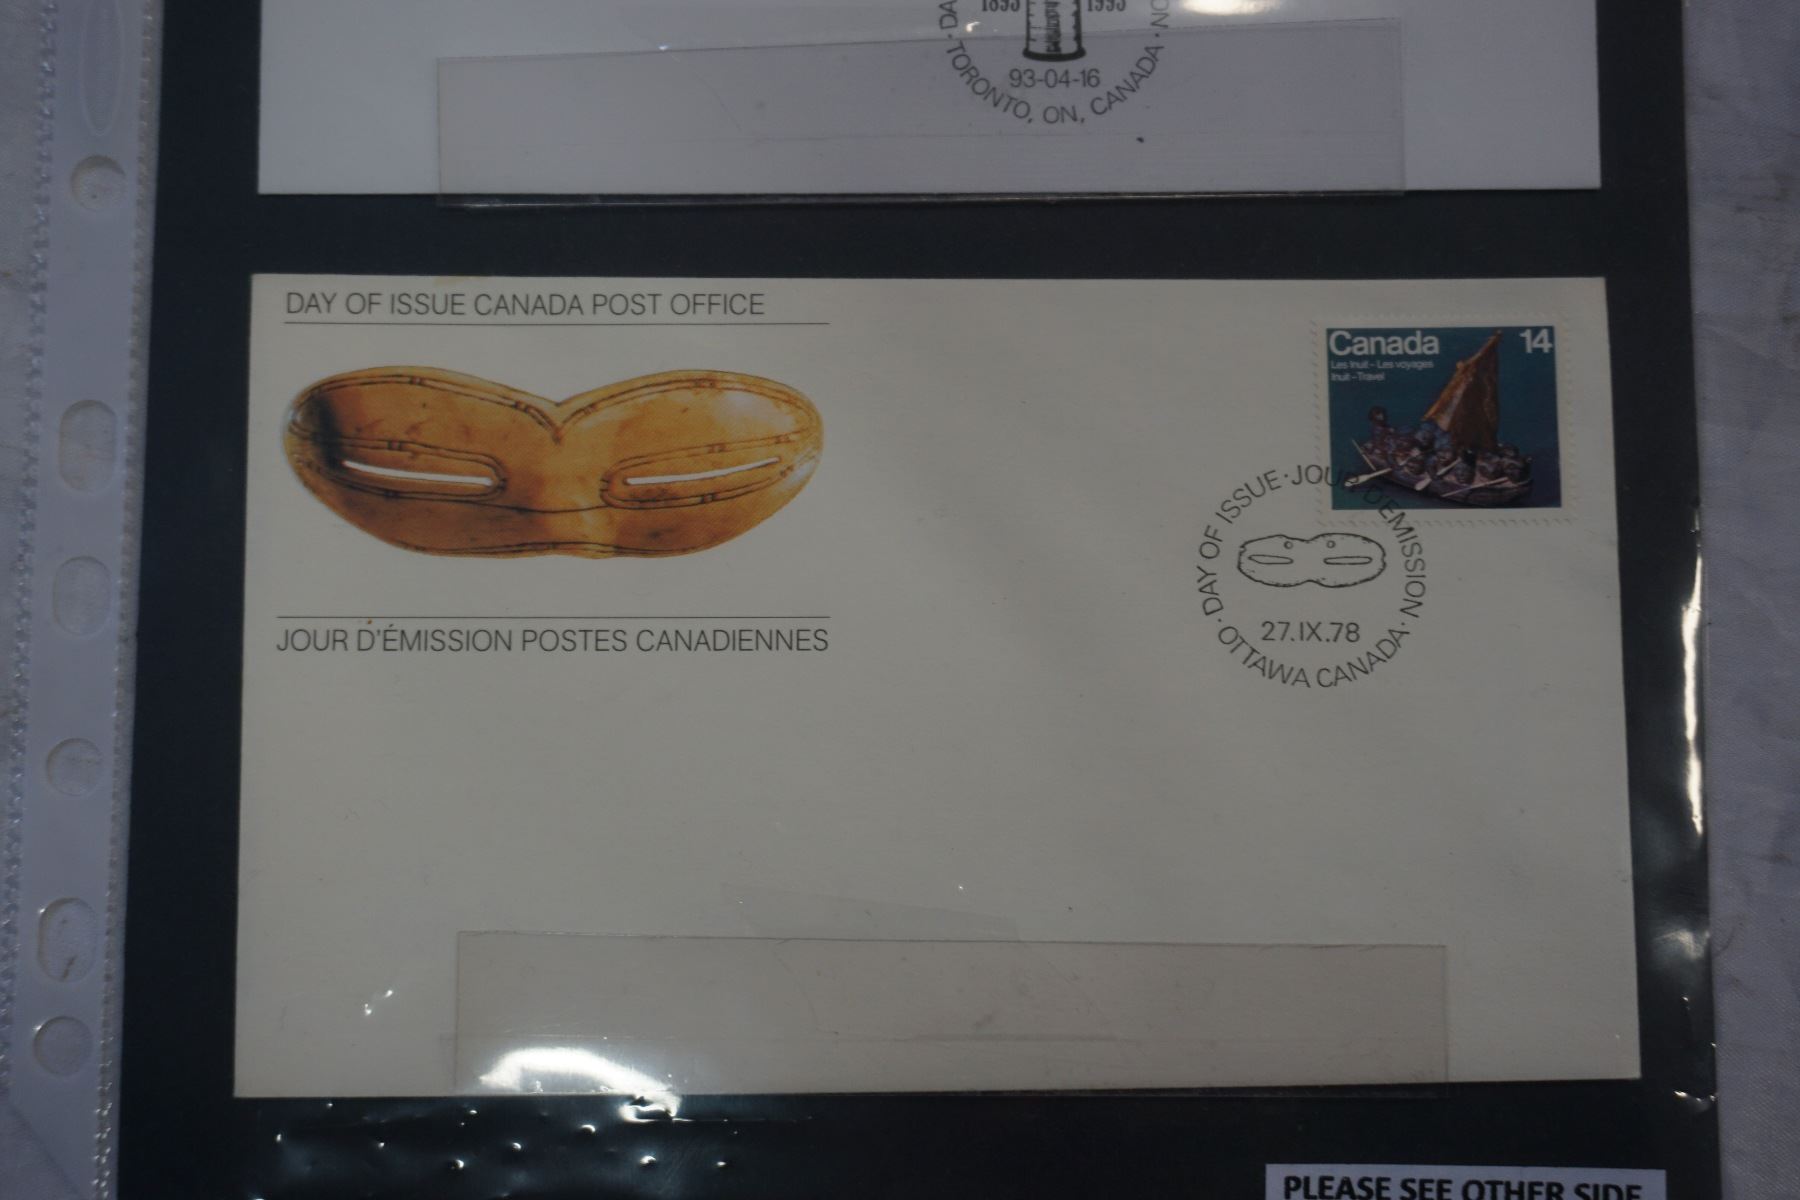 1893 1993
93-04-16
TORONTO, ON, CANADA
DAY OF ISSUE CANADA POST OFFICE
JOUR D'ÉMISSION POSTES CANADIENNES
Canada 14
Les Inuit – Les voyages
Inuit – Travel
DAY OF ISSUE · JOUR D'ÉMISSION ·
27.IX.78
OTTAWA CANADA ·
PLEASE SEE OTHER SIDE